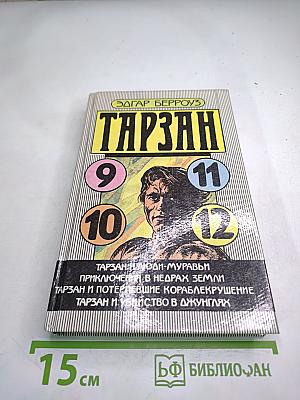 ЭДГАР БЕРРОУЗ
ТАРЗАН
9
11
10
12
ТАРЗАН И ЛЮДИ-МУРАВЬИ
ПРИКЛЮЧЕНИЯ В НЕДРАХ ЗЕМЛИ
ТАРЗАН И ПОТЕРПЕВШИЕ КОРАБЛЕКРУШЕНИЕ
ТАРЗАН И УБИЙСТВО В ДЖУНГЛЯХ
15 см
БИБЛИОФАН